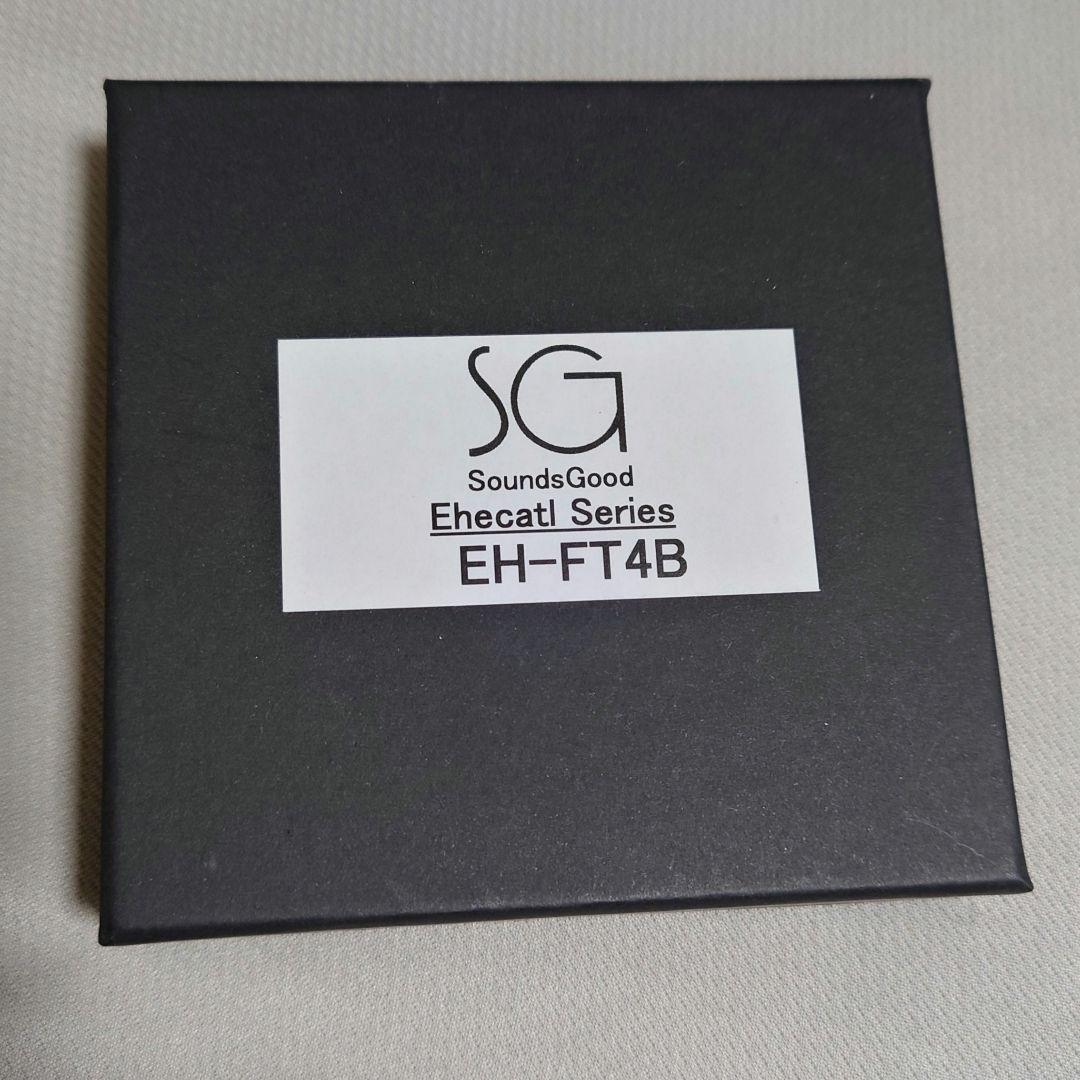 SG
SoundsGood
Ehecatl Series
EH-FT4B